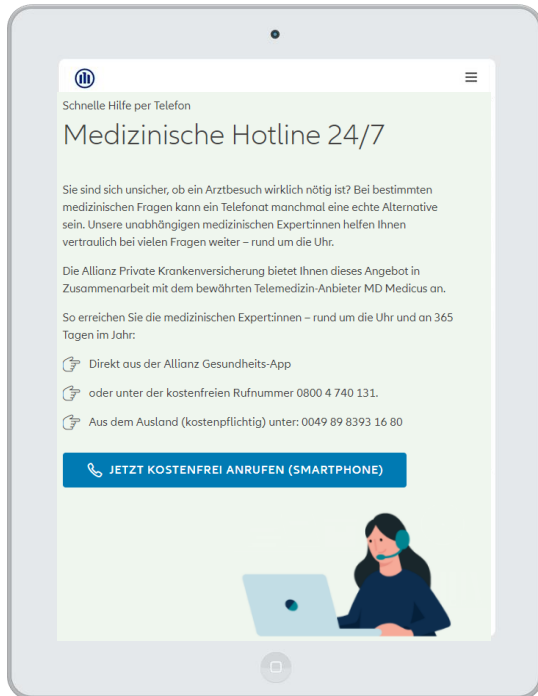 Schnelle Hilfe per Telefon
Medizinische Hotline 24/7
Sie sind sich unsicher, ob ein Arztbesuch wirklich nötig ist? Bei bestimmten
medizinischen Fragen kann ein Telefonat manchmal eine echte Alternative
sein. Unsere unabhängigen medizinischen Expert:innen helfen Ihnen
vertraulich bei vielen Fragen weiter – rund um die Uhr.
Die Allianz Private Krankenversicherung bietet Ihnen dieses Angebot in
Zusammenarbeit mit dem bewährten Telemedizin-Anbieter MD Medicus an.
So erreichen Sie die medizinischen Expert:innen – rund um die Uhr und an 365
Tagen im Jahr:
Direkt aus der Allianz Gesundheits-App
oder unter der kostenfreien Rufnummer 0800 4 740 131.
Aus dem Ausland (kostenpflichtig) unter: 0049 89 8393 16 80
JETZT KOSTENFREI ANRUFEN (SMARTPHONE)